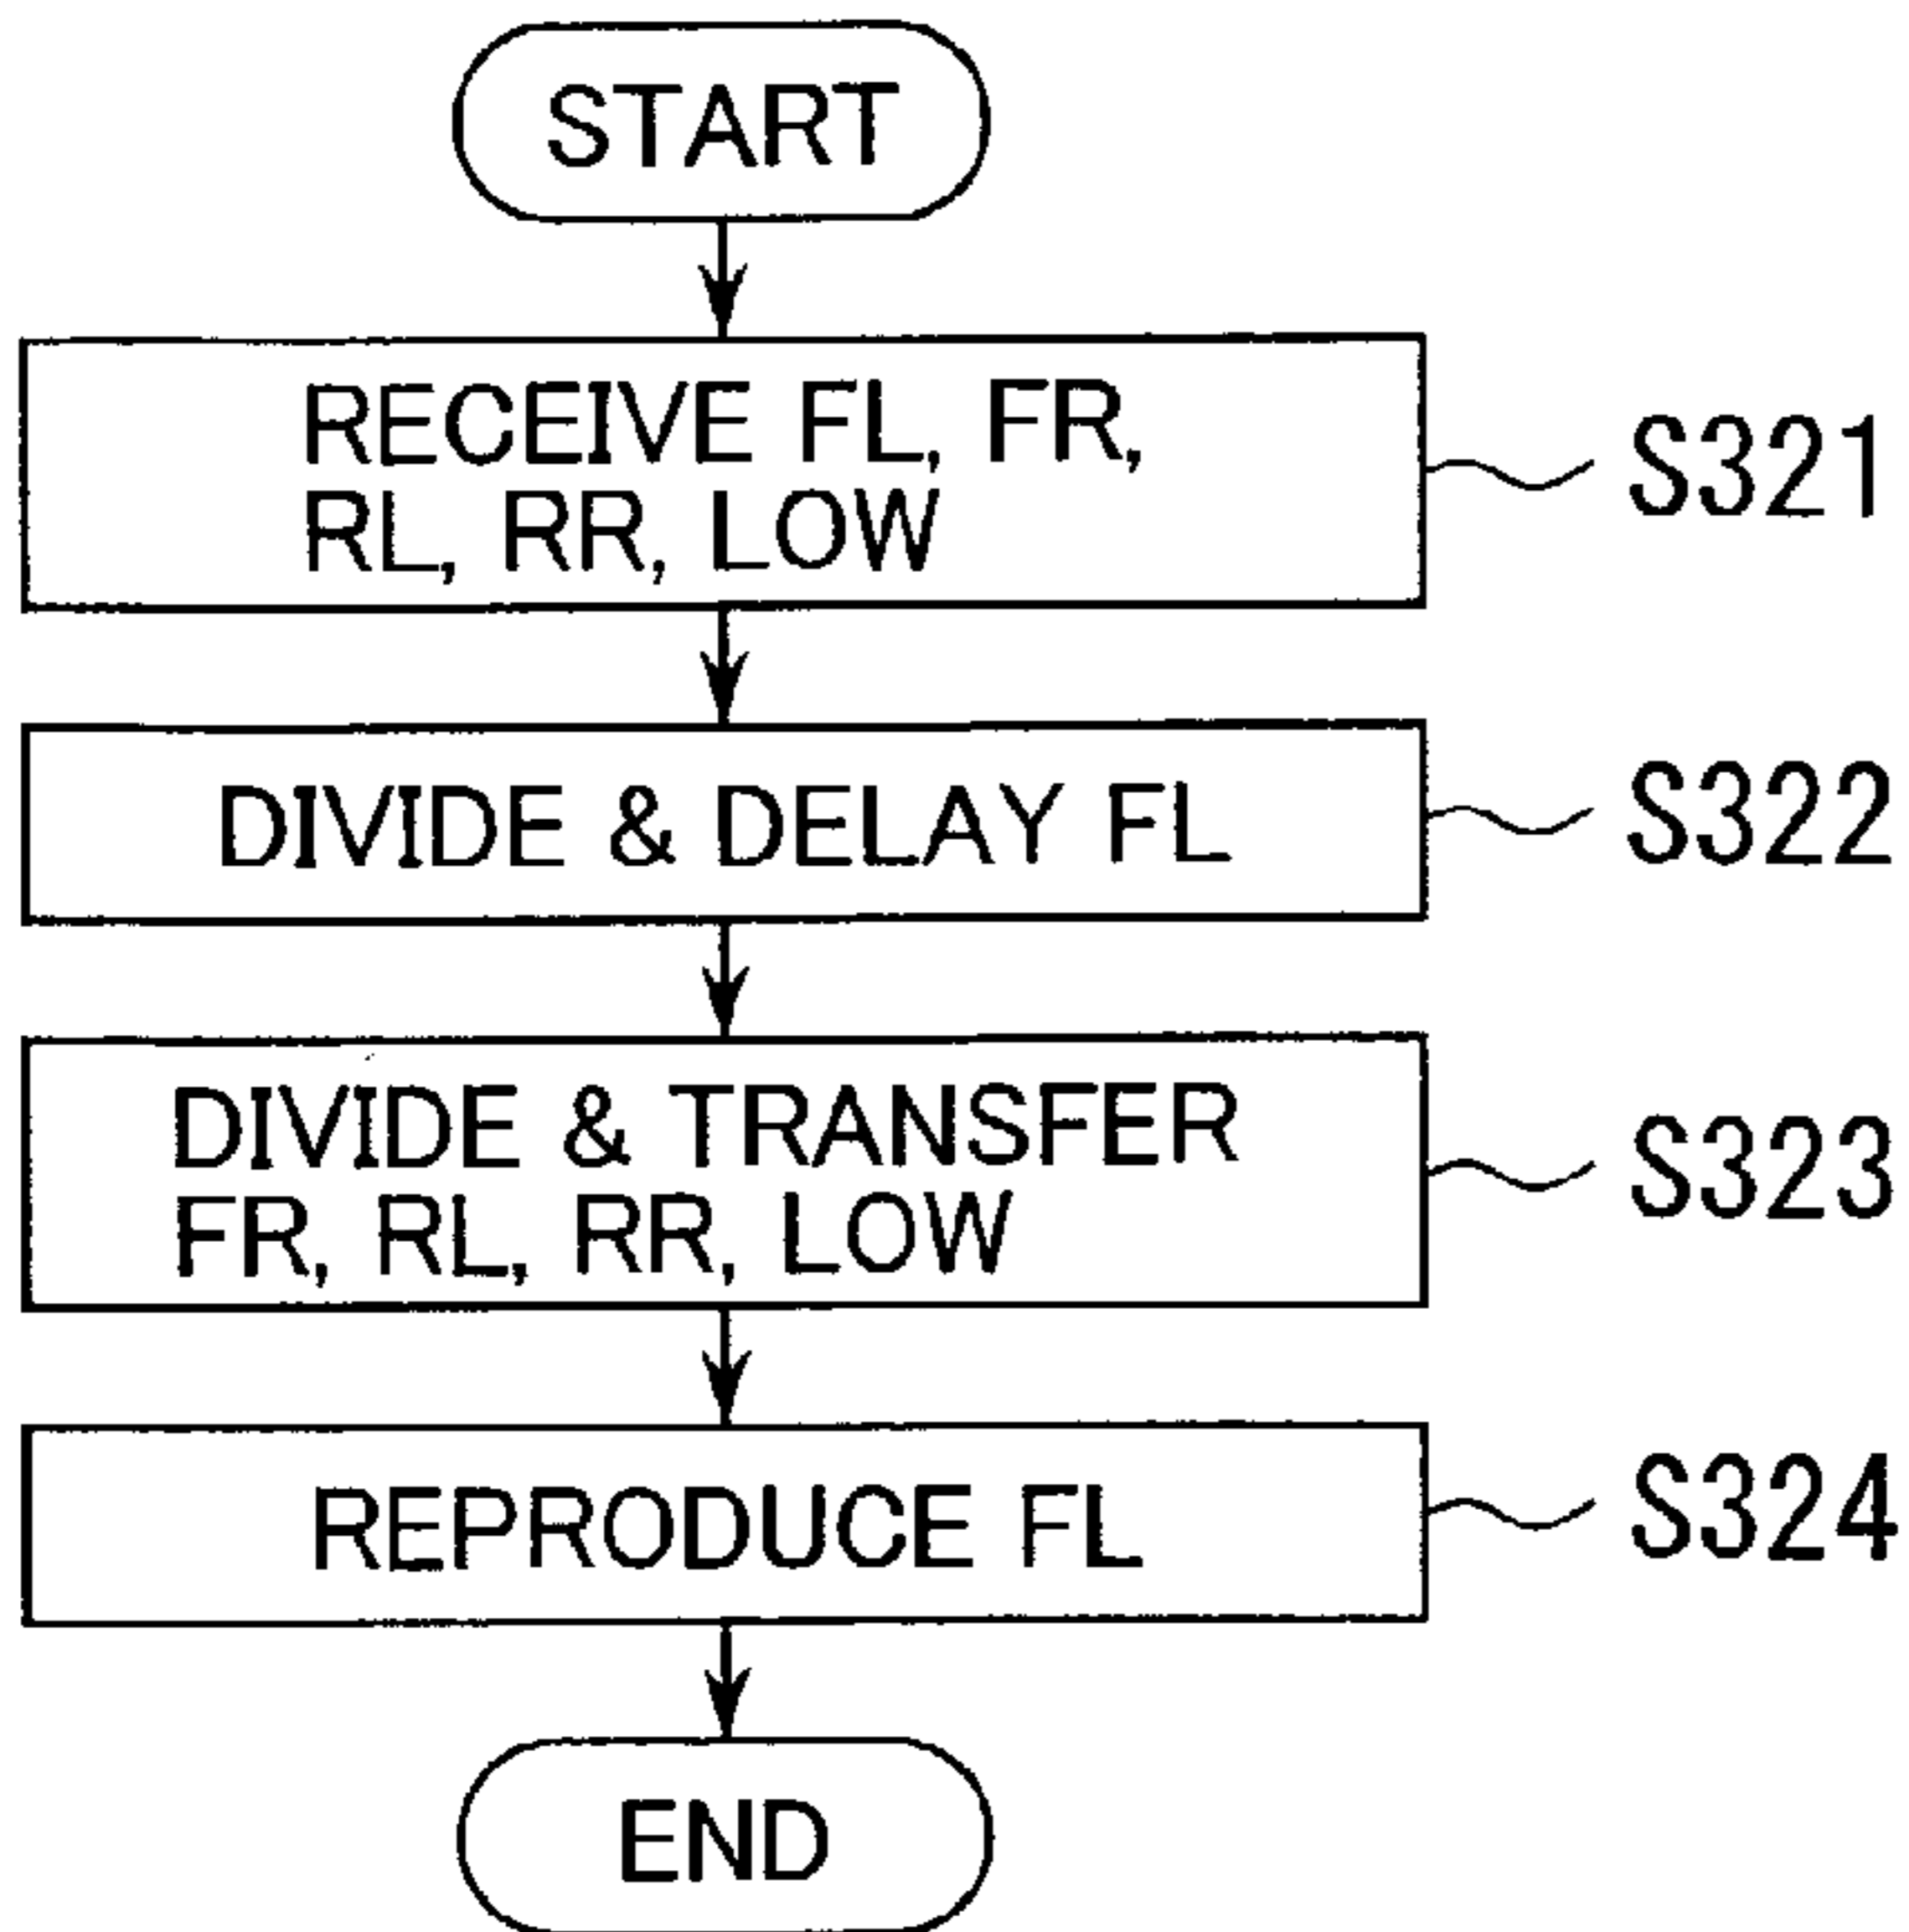 START
RECEIVE FL, FR,
RL, RR, LOW
S321
DIVIDE & DELAY FL
S322
DIVIDE & TRANSFER
FR, RL, RR, LOW
S323
REPRODUCE FL
S324
END